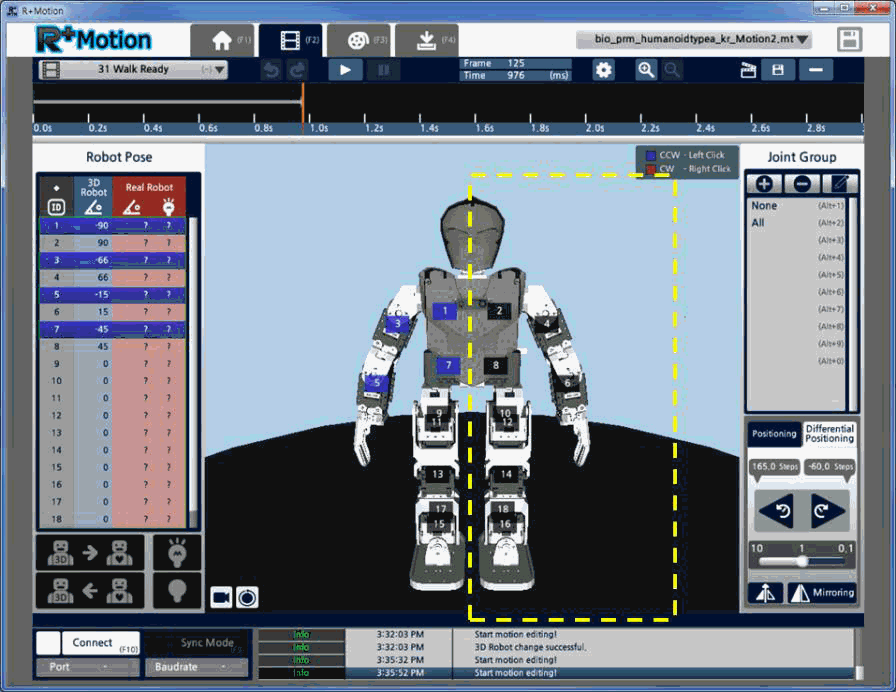 R+Motion
R+Motion
(F1)
(F2)
(F3)
(F4)
bio_prm_humanoidtypea_kr_Motion2.mt
31 Walk Ready
(-)
Frame 125
Time 976 (ms)
0.0s 0.2s 0.4s 0.6s 0.8s 1.0s 1.2s 1.4s 1.6s 1.8s 2.0s 2.2s 2.4s 2.6s 2.8s
Robot Pose
3D Robot
Real Robot
ID
1 -90 ? ?
2 90 ? ?
3 -66 ? ?
4 66 ? ?
5 -15 ? ?
6 15 ? ?
7 -45 ? ?
8 45 ? ?
9 0 ? ?
10 0 ? ?
11 0 ? ?
12 0 ? ?
13 0 ? ?
14 0 ? ?
15 0 ? ?
16 0 ? ?
17 0 ? ?
18 0 ? ?
3D
3D
CCW - Left Click
CW - Right Click
1 2
3 4
7 8
5 6
9 10
11 12
13 14
17 18
15 16
Joint Group
None (Alt+1)
All (Alt+2)
(Alt+3)
(Alt+4)
(Alt+5)
(Alt+6)
(Alt+7)
(Alt+8)
(Alt+9)
(Alt+0)
Positioning
Differential
Positioning
165.0 Steps -60.0 Steps
10 1 0.1
Mirroring
Connect (F10)
Sync Mode
Port -
Baudrate -
Info 3:32:03 PM Start motion editing!
Info 3:32:03 PM 3D Robot change successful.
Info 3:35:32 PM Start motion editing!
Info 3:35:52 PM Start motion editing!